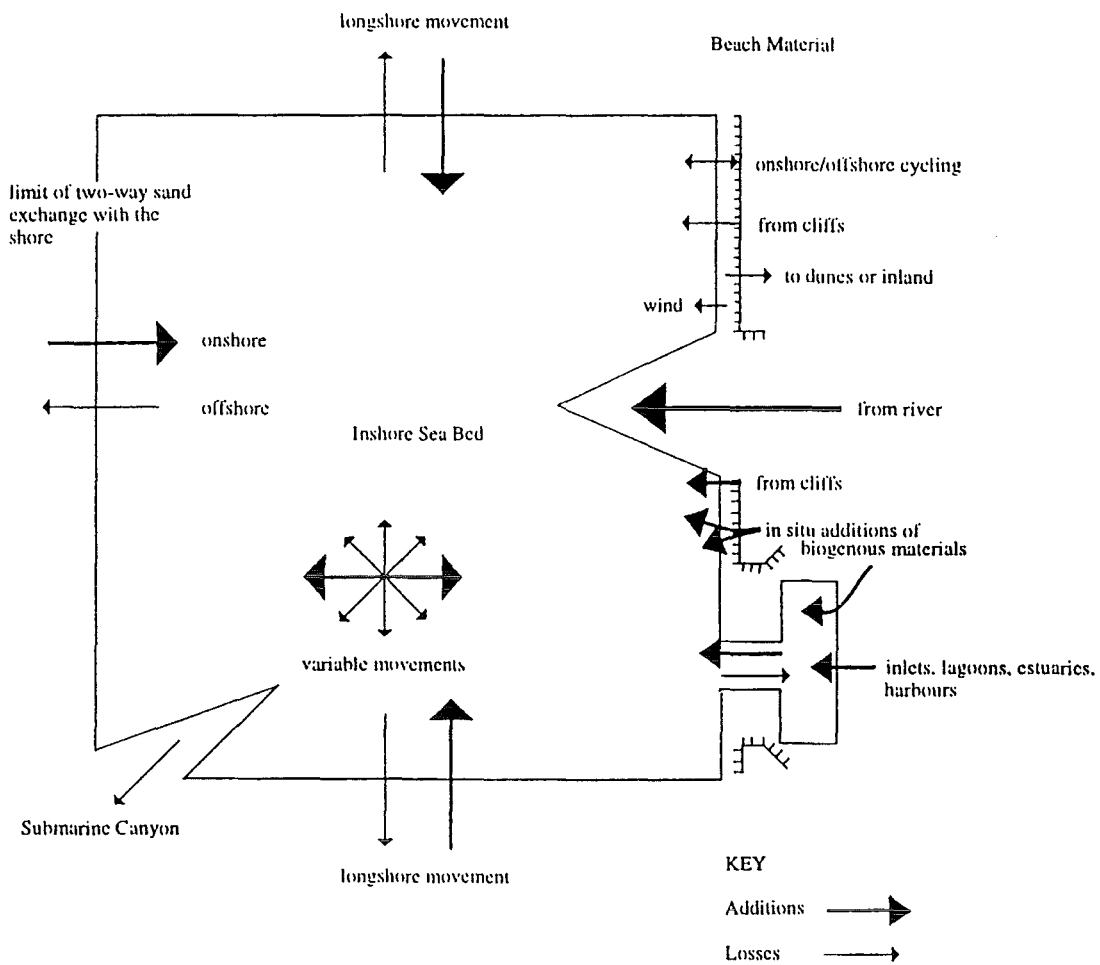 longshore movement
Beach Material
onshore/offshore cycling
limit of two-way sand
exchange with the
shore
from cliffs
to dunes or inland
wind
onshore
offshore
from river
Inshore Sea Bed
from cliffs
in situ additions of
biogenous materials
variable movements
inlets, lagoons, estuaries,
harbours
Submarine Canyon
longshore movement
KEY
Additions
Losses